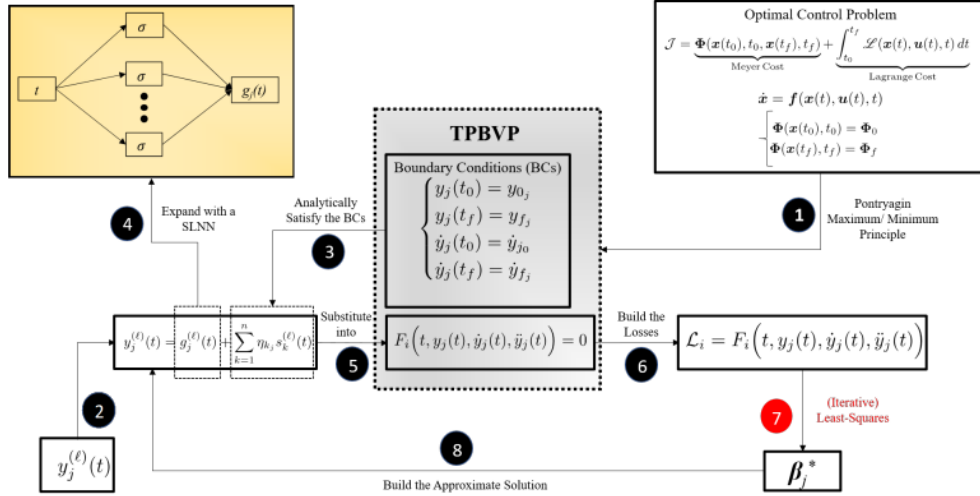 σ
t
σ
g_j(t)
σ
Optimal Control Problem
𝒥 = Φ(x(t_0), t_0, x(t_f), t_f) + ∫_{t_0}^{t_f} ℒ(x(t), u(t), t) dt
Meyer Cost
Lagrange Cost
ẋ = f(x(t), u(t), t)
Φ(x(t_0), t_0) = Φ_0
Φ(x(t_f), t_f) = Φ_f
TPBVP
Boundary Conditions (BCs)
y_j(t_0) = y_{0_j}
y_j(t_f) = y_{f_j}
ẏ_j(t_0) = ẏ_{j_0}
ẏ_j(t_f) = ẏ_{f_j}
1
Pontryagin
Maximum/ Minimum
Principle
4
Expand with a
SLNN
Analytically
Satisfy the BCs
3
y_j^{(ℓ)}(t) = g_j^{(ℓ)}(t) + ∑_{k=1}^{n} η_{k_j} s_k^{(ℓ)}(t)
Substitute
into
5
F_i(t, y_j(t), ẏ_j(t), ÿ_j(t)) = 0
Build the
Losses
6
ℒ_i = F_i(t, y_j(t), ẏ_j(t), ÿ_j(t))
2
7
(Iterative)
Least-Squares
y_j^{(ℓ)}(t)
8
Build the Approximate Solution
β_j^*